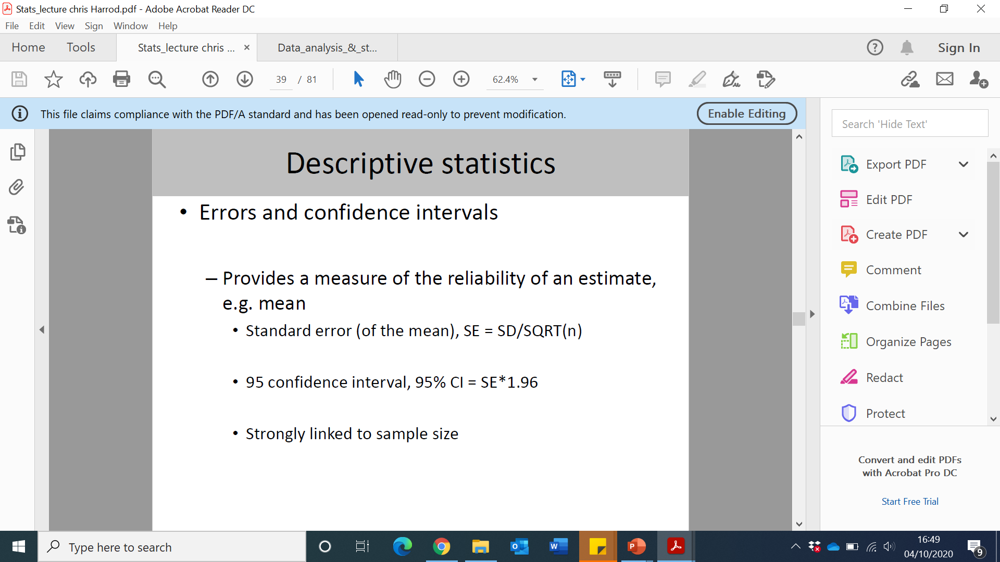 Stats_lecture chris Harrod.pdf - Adobe Acrobat Reader DC
File Edit View Sign Window Help
Home Tools Stats_lecture chris ... × Data_analysis_&_st... Sign In
39 / 81 62.4%
This file claims compliance with the PDF/A standard and has been opened read-only to prevent modification. Enable Editing
Search 'Hide Text'
Descriptive statistics
• Errors and confidence intervals
– Provides a measure of the reliability of an estimate,
e.g. mean
• Standard error (of the mean), SE = SD/SQRT(n)
• 95 confidence interval, 95% CI = SE*1.96
• Strongly linked to sample size
Export PDF
Edit PDF
Create PDF
Comment
Combine Files
Organize Pages
Redact
Protect
Convert and edit PDFs
with Acrobat Pro DC
Start Free Trial
Type here to search
16:49
04/10/2020
9